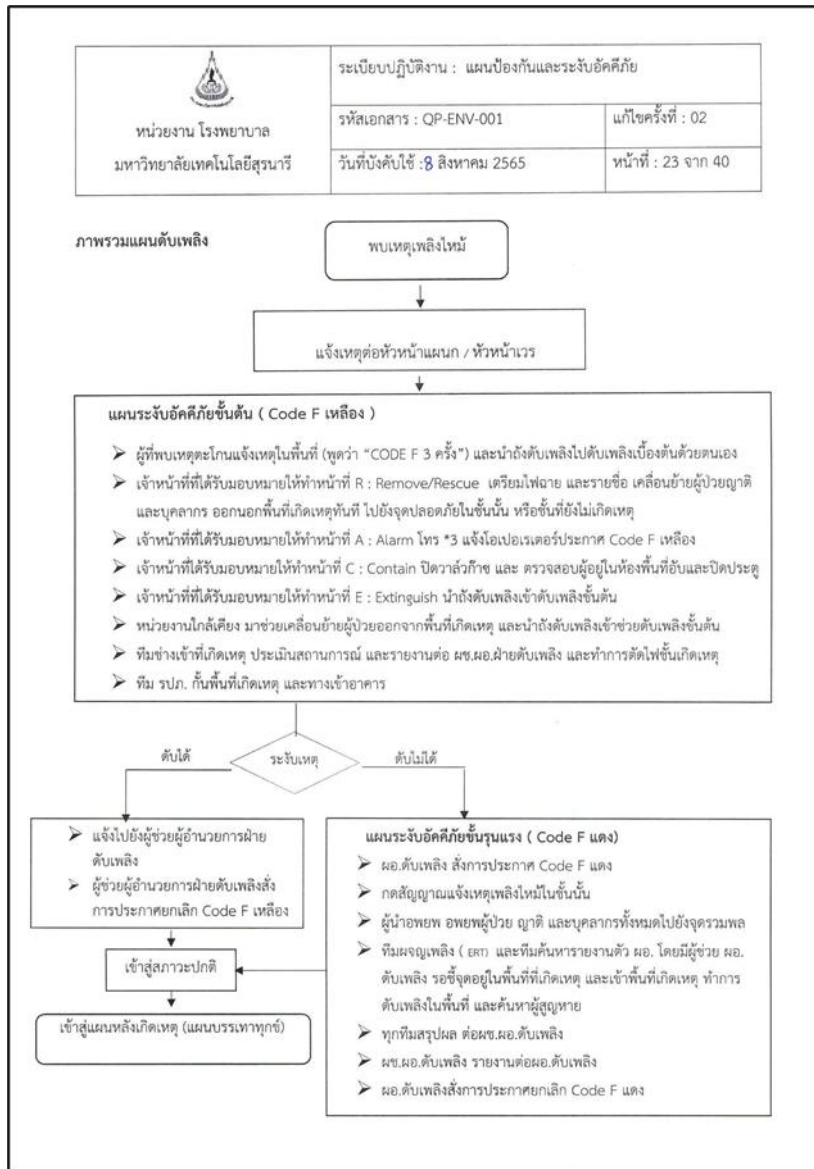 หน่วยงาน โรงพยาบาล
มหาวิทยาลัยเทคโนโลยีสุรนารี
ระเบียบปฏิบัติงาน : แผนป้องกันและระงับอัคคีภัย
รหัสเอกสาร : QP-ENV-001
แก้ไขครั้งที่ : 02
วันที่บังคับใช้ :8 สิงหาคม 2565
หน้าที่ : 23 จาก 40
ภาพรวมแผนดับเพลิง
พบเหตุเพลิงไหม้
แจ้งเหตุต่อหัวหน้าแผนก / หัวหน้าเวร
แผนระงับอัคคีภัยขั้นต้น ( Code F เหลือง )
➢ ผู้ที่พบเหตุตะโกนแจ้งเหตุในพื้นที่ (พูดว่า "CODE F 3 ครั้ง") และนำถังดับเพลิงไปดับเพลิงเบื้องต้นด้วยตนเอง
➢ เจ้าหน้าที่ที่ได้รับมอบหมายให้ทำหน้าที่ R : Remove/Rescue เตรียมไฟฉาย และรายชื่อ เคลื่อนย้ายผู้ป่วยญาติ
และบุคลากร ออกนอกพื้นที่เกิดเหตุทันที ไปยังจุดปลอดภัยในชั้นนั้น หรือชั้นที่ยังไม่เกิดเหตุ
➢ เจ้าหน้าที่ที่ได้รับมอบหมายให้ทำหน้าที่ A : Alarm โทร *3 แจ้งโอเปอเรเตอร์ประกาศ Code F เหลือง
➢ เจ้าหน้าที่ได้รับมอบหมายให้ทำหน้าที่ C : Contain ปิดวาล์วก๊าซ และ ตรวจสอบผู้อยู่ในห้องพื้นที่อับและปิดประตู
➢ เจ้าหน้าที่ที่ได้รับมอบหมายให้ทำหน้าที่ E : Extinguish นำถังดับเพลิงเข้าดับเพลิงขั้นต้น
➢ หน่วยงานใกล้เคียง มาช่วยเคลื่อนย้ายผู้ป่วยออกจากพื้นที่เกิดเหตุ และนำถังดับเพลิงเข้าช่วยดับเพลิงขั้นต้น
➢ ทีมช่างเข้าที่เกิดเหตุ ประเมินสถานการณ์ และรายงานต่อ ผช.ผอ.ฝ่ายดับเพลิง และทำการตัดไฟชั้นเกิดเหตุ
➢ ทีม รปภ. กั้นพื้นที่เกิดเหตุ และทางเข้าอาคาร
ดับได้
ระงับเหตุ
ดับไม่ได้
➢ แจ้งไปยังผู้ช่วยผู้อำนวยการฝ่าย
ดับเพลิง
➢ ผู้ช่วยผู้อำนวยการฝ่ายดับเพลิงสั่ง
การประกาศยกเลิก Code F เหลือง
เข้าสู่สภาวะปกติ
เข้าสู่แผนหลังเกิดเหตุ (แผนบรรเทาทุกข์)
แผนระงับอัคคีภัยขั้นรุนแรง ( Code F แดง)
➢ ผอ.ดับเพลิง สั่งการประกาศ Code F แดง
➢ กดสัญญาณแจ้งเหตุเพลิงไหม้ในชั้นนั้น
➢ ผู้นำอพยพ อพยพผู้ป่วย ญาติ และบุคลากรทั้งหมดไปยังจุดรวมพล
➢ ทีมผจญเพลิง ( ERT) และทีมค้นหารายงานตัว ผอ. โดยมีผู้ช่วย ผอ.
ดับเพลิง รอชี้จุดอยู่ในพื้นที่ที่เกิดเหตุ และเข้าพื้นที่เกิดเหตุ ทำการ
ดับเพลิงในพื้นที่ และค้นหาผู้สูญหาย
➢ ทุกทีมสรุปผล ต่อผช.ผอ.ดับเพลิง
➢ ผช.ผอ.ดับเพลิง รายงานต่อผอ.ดับเพลิง
➢ ผอ.ดับเพลิงสั่งการประกาศยกเลิก Code F แดง